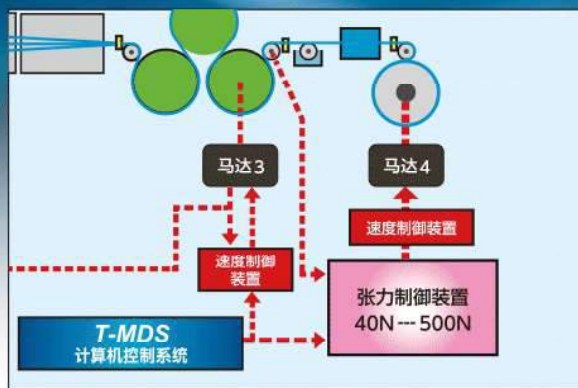 马达3
马达4
速度制御装置
速度制御
装置
张力制御装置
40N---500N
T-MDS
计算机控制系统